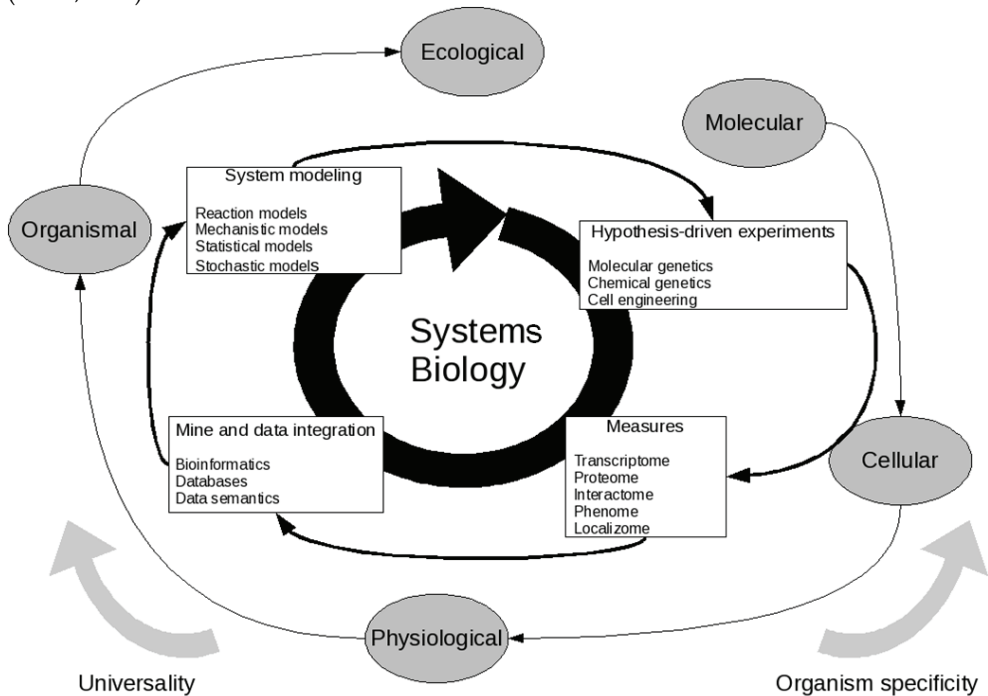 Ecological
Molecular
Organismal
System modeling
Reaction models
Mechanistic models
Statistical models
Stochastic models
Hypothesis-driven experiments
Molecular genetics
Chemical genetics
Cell engineering
Systems
Biology
Mine and data integration
Bioinformatics
Databases
Data semantics
Measures
Transcriptome
Proteome
Interactome
Phenome
Localizome
Cellular
Physiological
Universality
Organism specificity